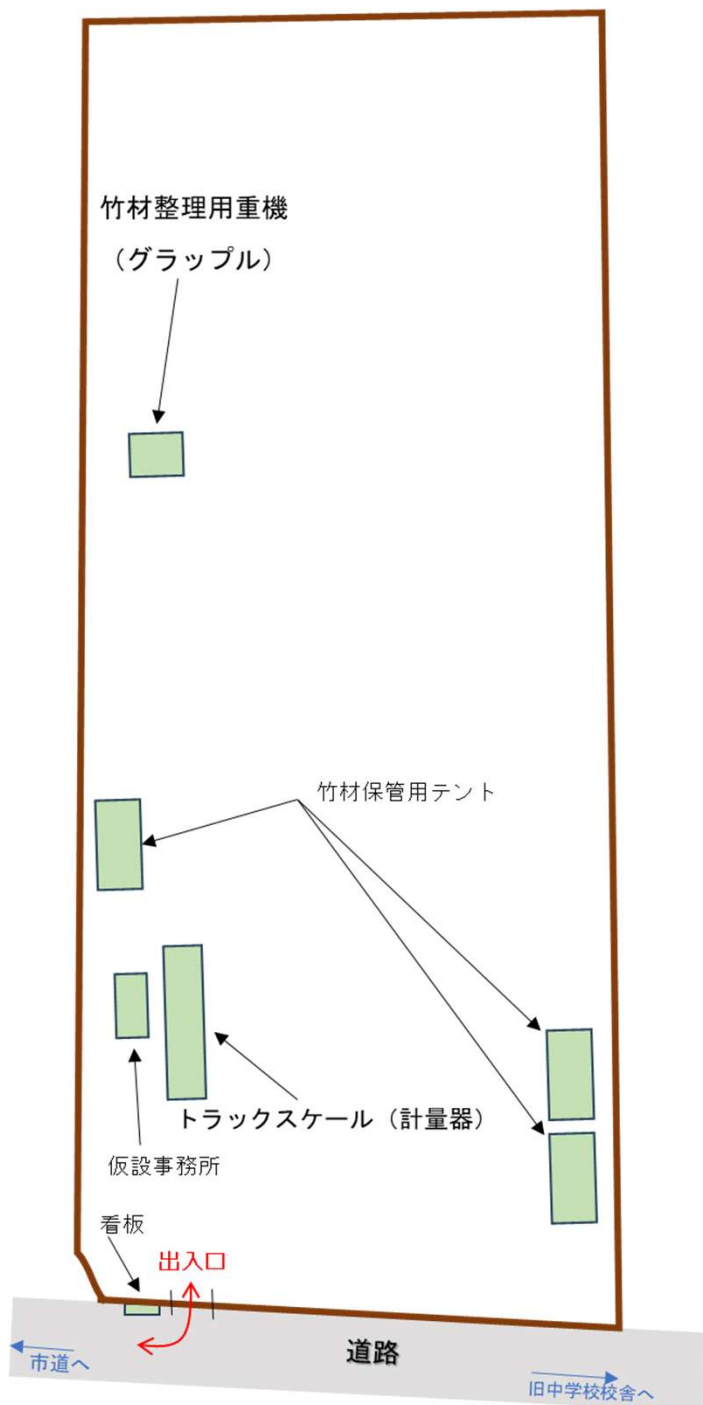 竹材整理用重機
（グラップル）
竹材保管用テント
トラックスケール（計量器）
仮設事務所
看板
出入口
道路
市道へ
旧中学校校舎へ